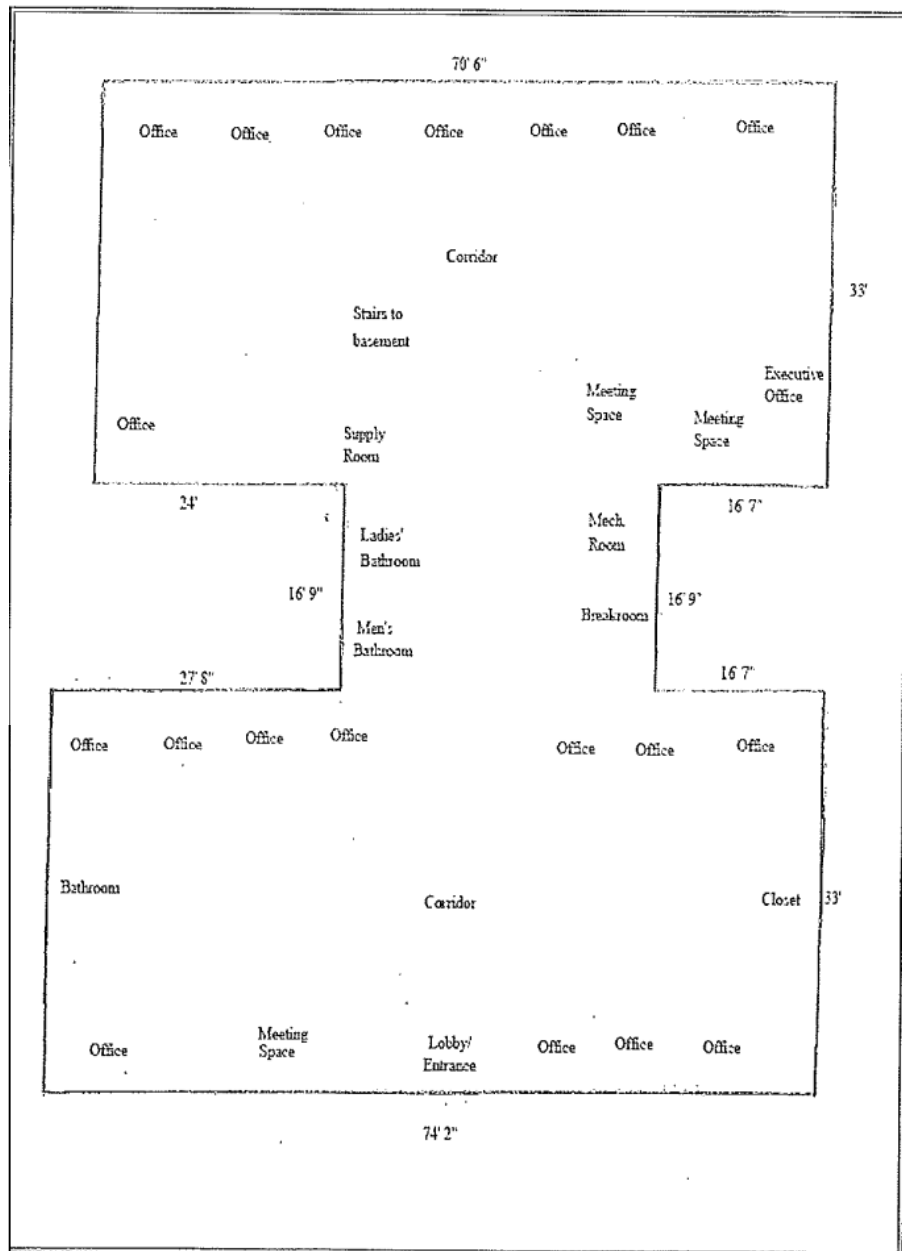 70' 6"
Office Office Office Office Office Office Office
Corridor
33'
Stairs to
basement
Executive
Office
Meeting
Space
Meeting
Space
Office
Supply
Room
24'
16' 7"
Ladies'
Bathroom
Mech.
Room
16' 9"
16' 9"
Breakroom
Men's
Bathroom
27' 8"
16' 7"
Office Office Office Office Office Office Office
Bathroom
Corridor
Closet
33'
Office
Meeting
Space
Lobby/
Entrance
Office Office Office
74' 2"